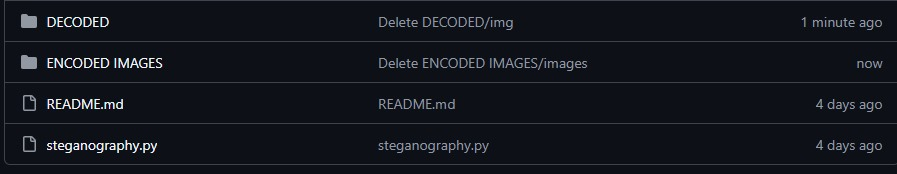 DECODED Delete DECODED/img 1 minute ago
ENCODED IMAGES Delete ENCODED IMAGES/images now
README.md README.md 4 days ago
steganography.py steganography.py 4 days ago